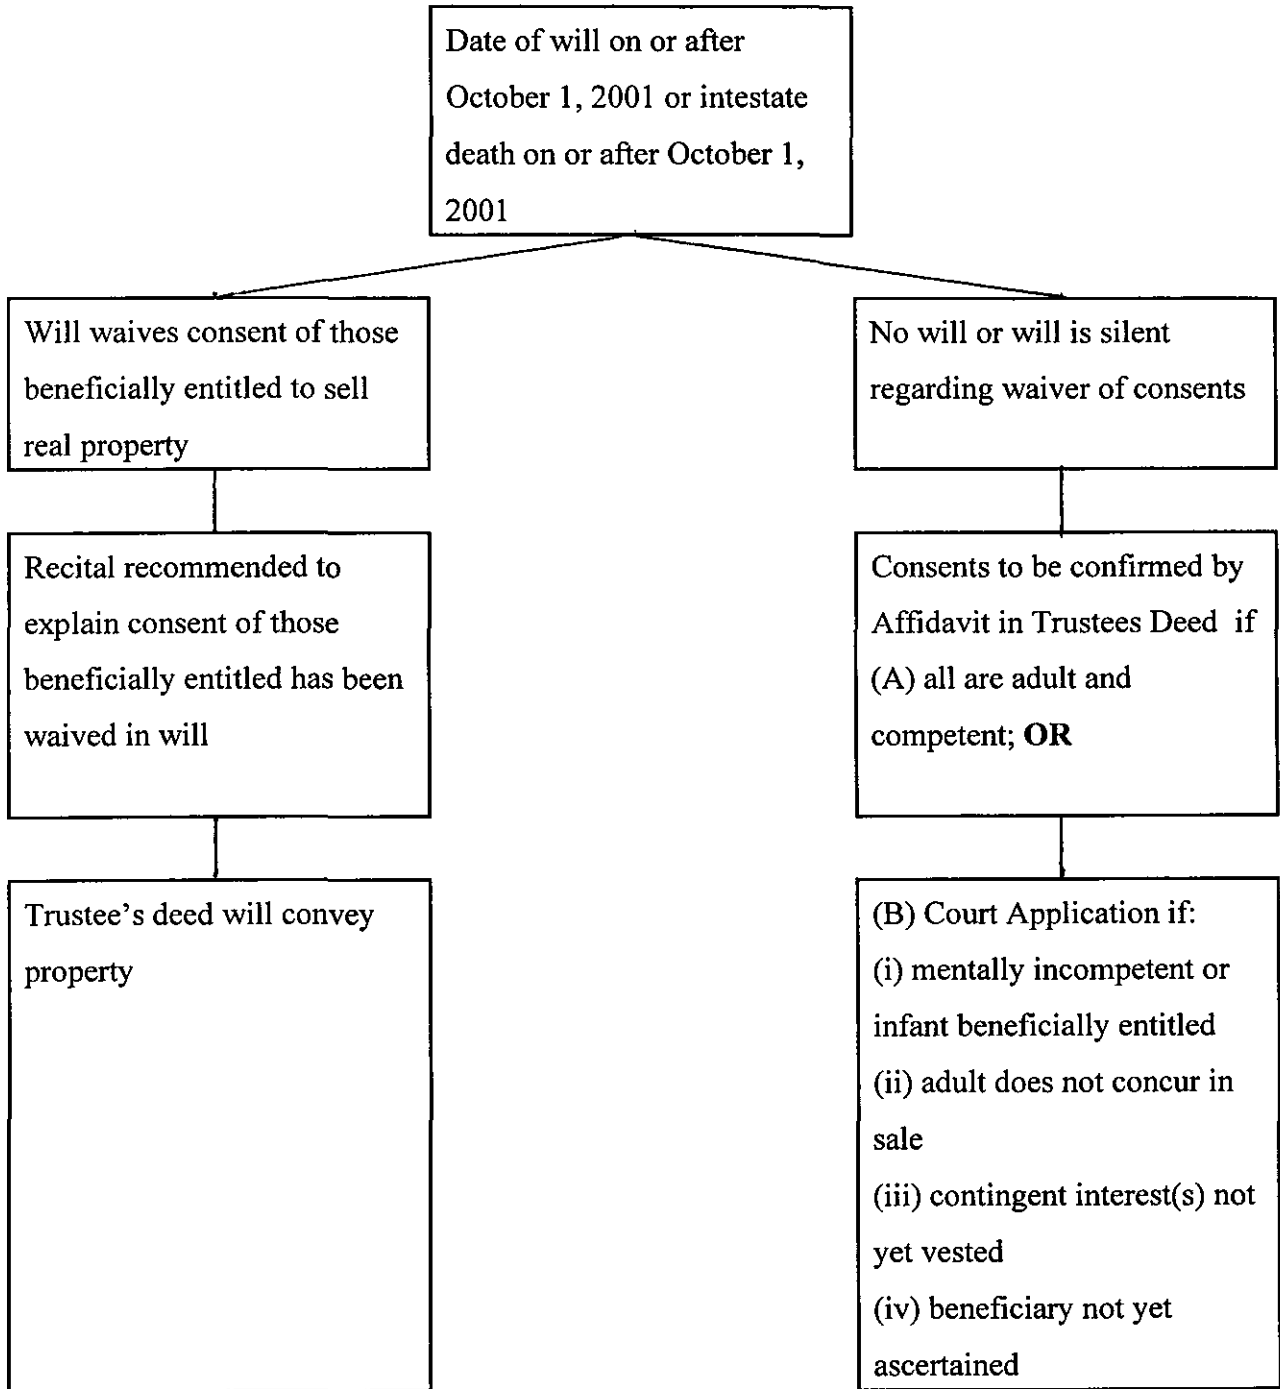 Date of will on or after
October 1, 2001 or intestate
death on or after October 1,
2001
Will waives consent of those
beneficially entitled to sell
real property
No will or will is silent
regarding waiver of consents
Recital recommended to
explain consent of those
beneficially entitled has been
waived in will
Consents to be confirmed by
Affidavit in Trustees Deed if
(A) all are adult and
competent; OR
Trustee's deed will convey
property
(B) Court Application if:
(i) mentally incompetent or
infant beneficially entitled
(ii) adult does not concur in
sale
(iii) contingent interest(s) not
yet vested
(iv) beneficiary not yet
ascertained